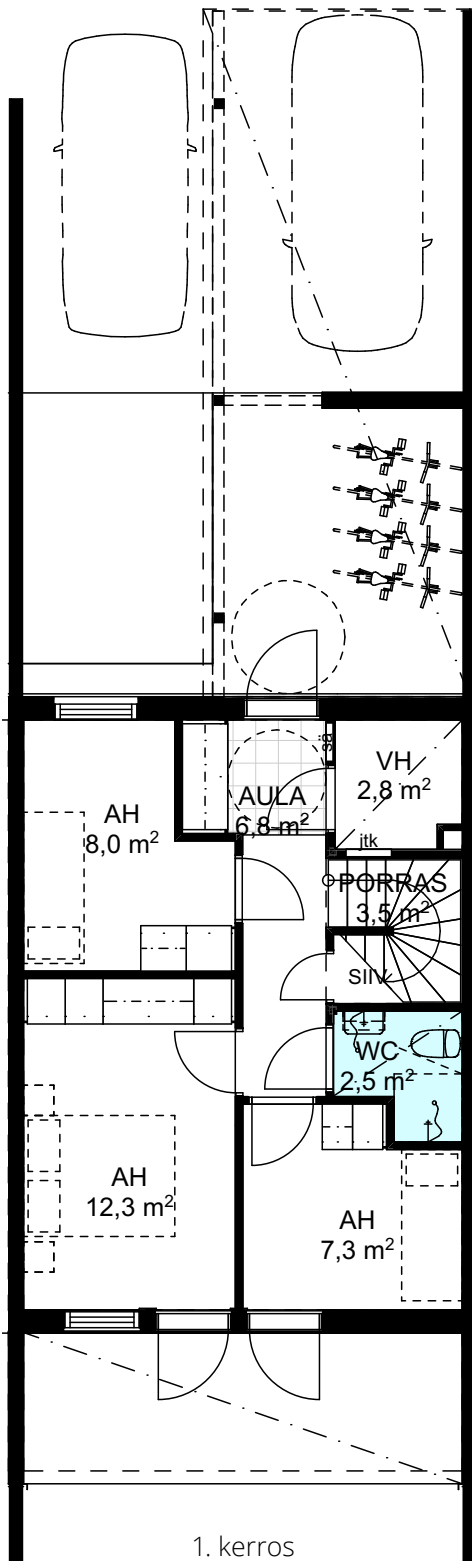 sä
VH
2,8 m²
AULA
6,8 m²
AH
8,0 m²
jtk
PORRAS
3,5 m²
SIIV.
WC
2,5 m²
AH
12,3 m²
AH
7,3 m²
1. kerros